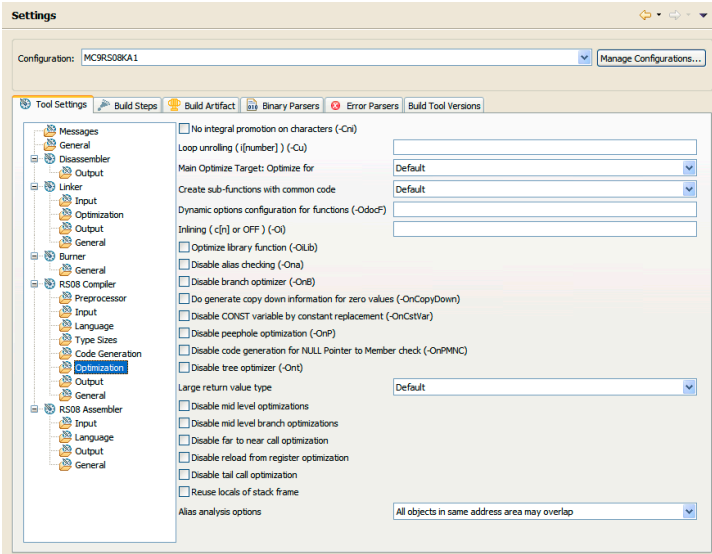 Settings
Configuration: MC9RS08KA1 Manage Configurations...
Tool Settings Build Steps Build Artifact Binary Parsers Error Parsers Build Tool Versions
Messages
General
Disassembler
Output
Linker
Input
Optimization
Output
General
Burner
General
RS08 Compiler
Preprocessor
Input
Language
Type Sizes
Code Generation
Optimization
Output
General
RS08 Assembler
Input
Language
Output
General
No integral promotion on characters (-Cni)
Loop unrolling ( i[number] ) (-Cu)
Main Optimize Target: Optimize for Default
Create sub-functions with common code Default
Dynamic options configuration for functions (-OdocF)
Inlining ( c[n] or OFF ) (-Oi)
Optimize library function (-OiLib)
Disable alias checking (-Ona)
Disable branch optimizer (-OnB)
Do generate copy down information for zero values (-OnCopyDown)
Disable CONST variable by constant replacement (-OnCstVar)
Disable peephole optimization (-OnP)
Disable code generation for NULL Pointer to Member check (-OnPMNC)
Disable tree optimizer (-Ont)
Large return value type Default
Disable mid level optimizations
Disable mid level branch optimizations
Disable far to near call optimization
Disable reload from register optimization
Disable tail call optimization
Reuse locals of stack frame
Alias analysis options All objects in same address area may overlap